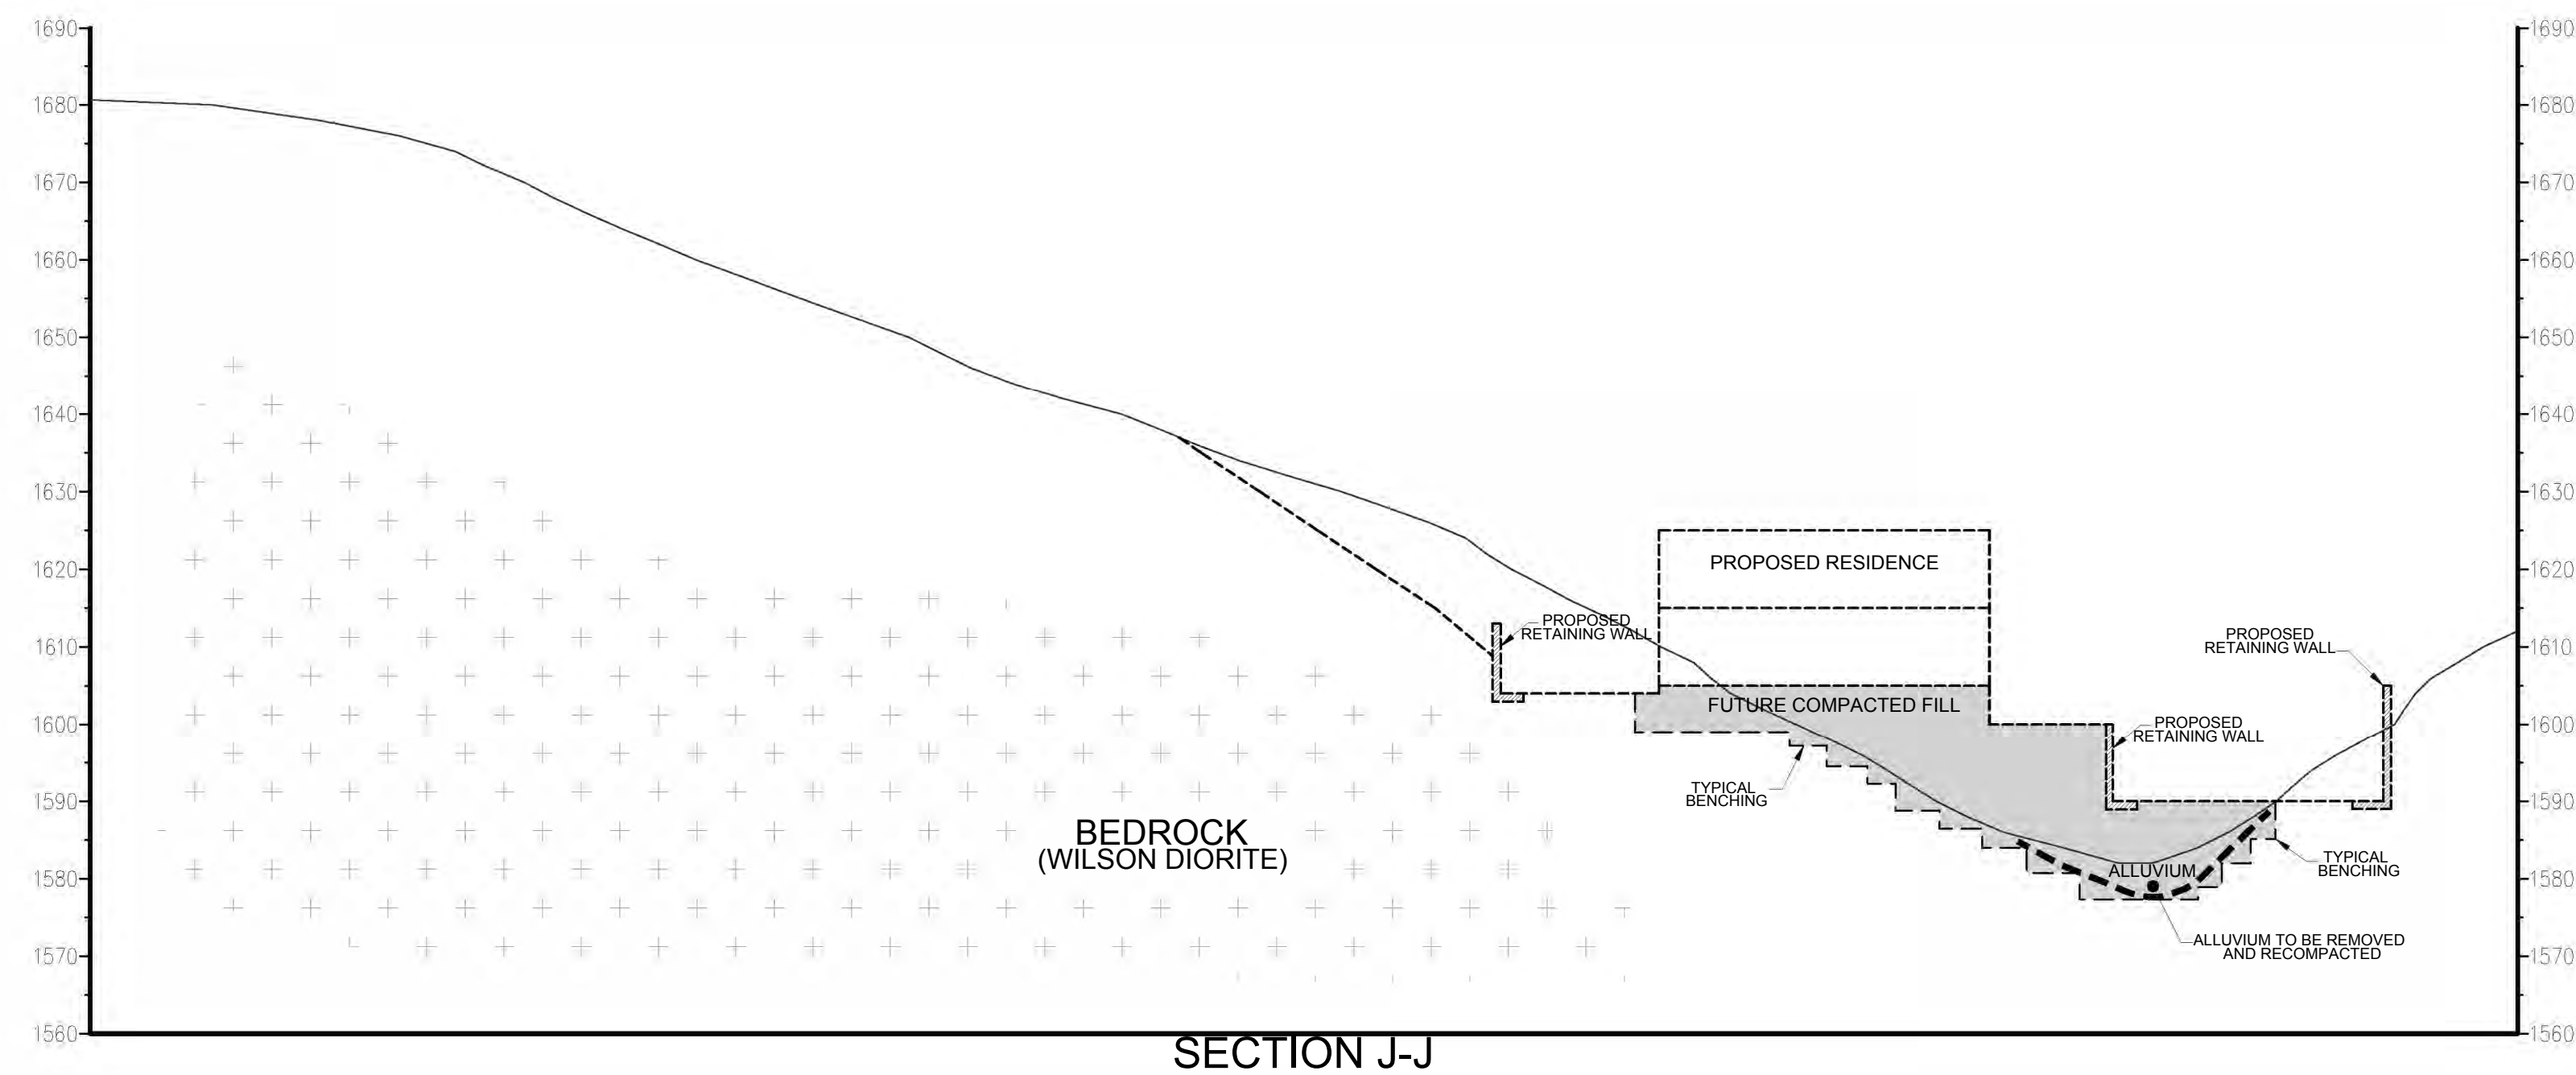 1690
1680
1670
1660
1650
1640
1630
1620
1610
1600
1590
1580
1570
1560
1690
1680
1670
1660
1650
1640
1630
1620
1610
1600
1590
1580
1570
1560
PROPOSED RESIDENCE
PROPOSED
RETAINING WALL
PROPOSED
RETAINING WALL
FUTURE COMPACTED FILL
PROPOSED
RETAINING WALL
TYPICAL
BENCHING
BEDROCK
(WILSON DIORITE)
TYPICAL
BENCHING
ALLUVIUM
ALLUVIUM TO BE REMOVED
AND RECOMPACTED
SECTION J-J